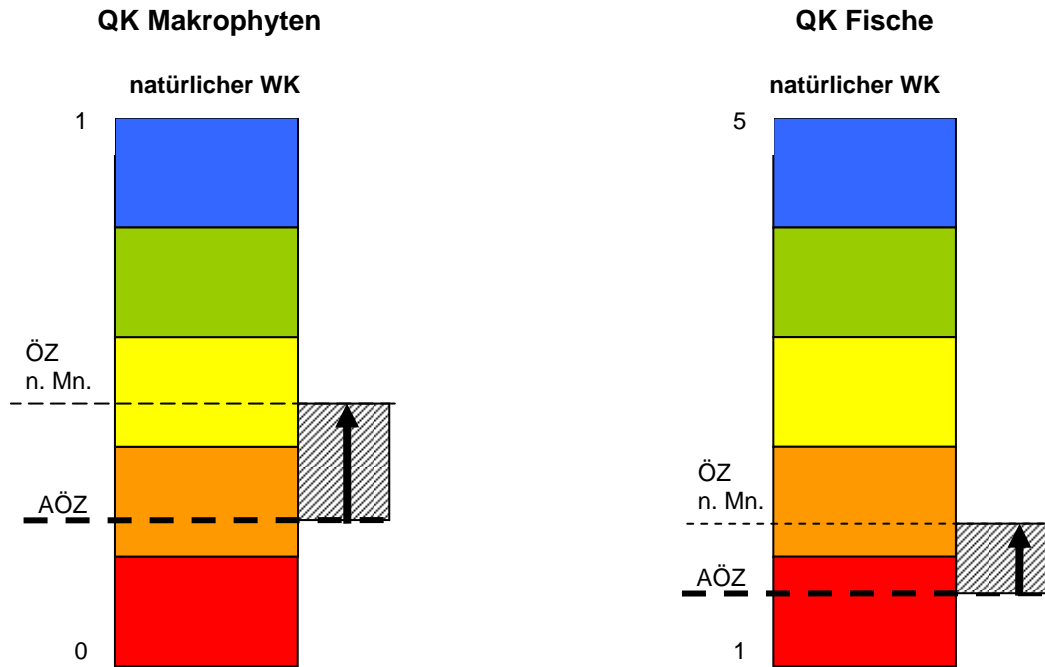 QK Makrophyten
natürlicher WK
1
ÖZ
n. Mn.
AÖZ
0
QK Fische
natürlicher WK
5
ÖZ
n. Mn.
AÖZ
1